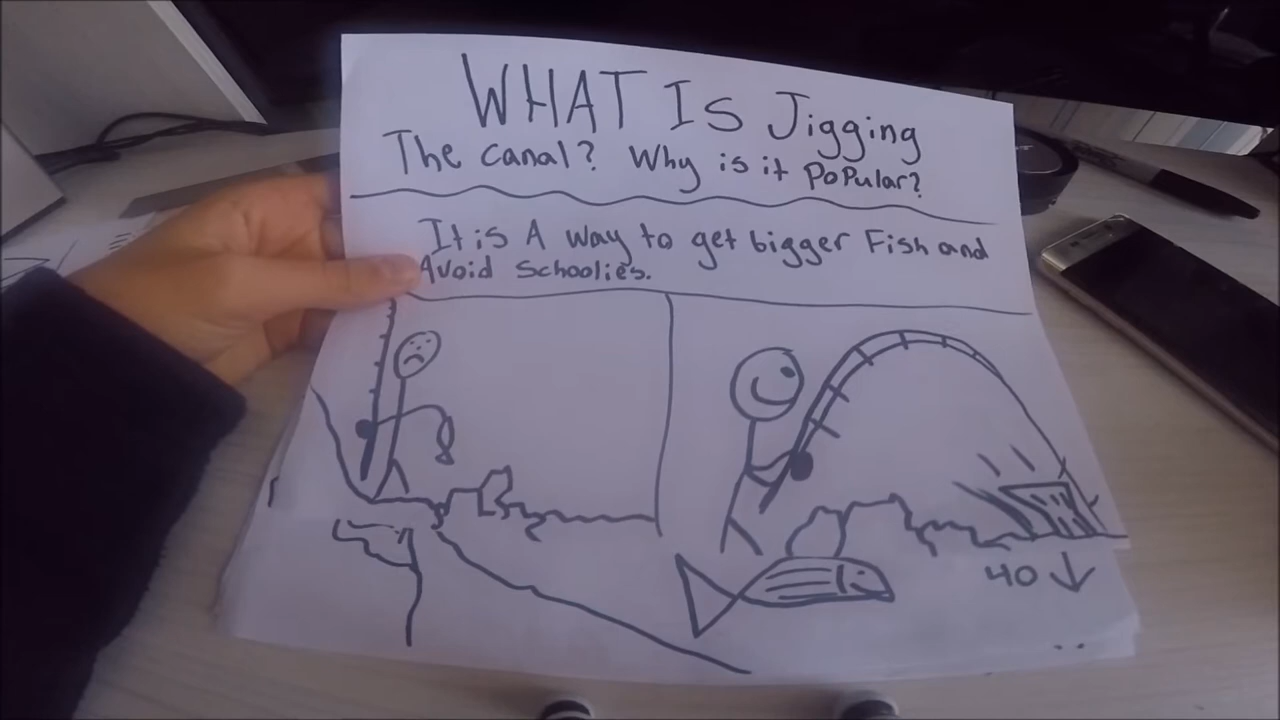 WHAT IS Jigging
The canal? Why is it PoPular?
It is A way to get bigger Fish and
Avoid Schoolies.
40